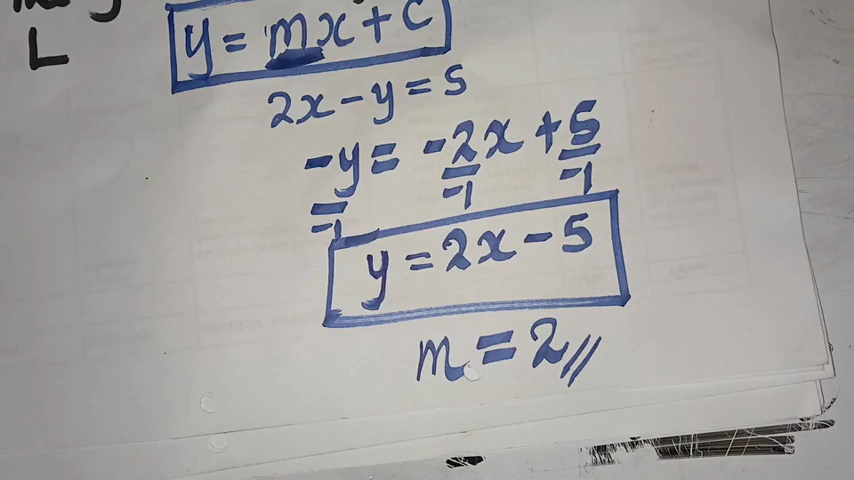 y = mx + c
2x - y = 5
-y = -2x + 5
-1 -1 -1
y = 2x - 5
m = 2 //